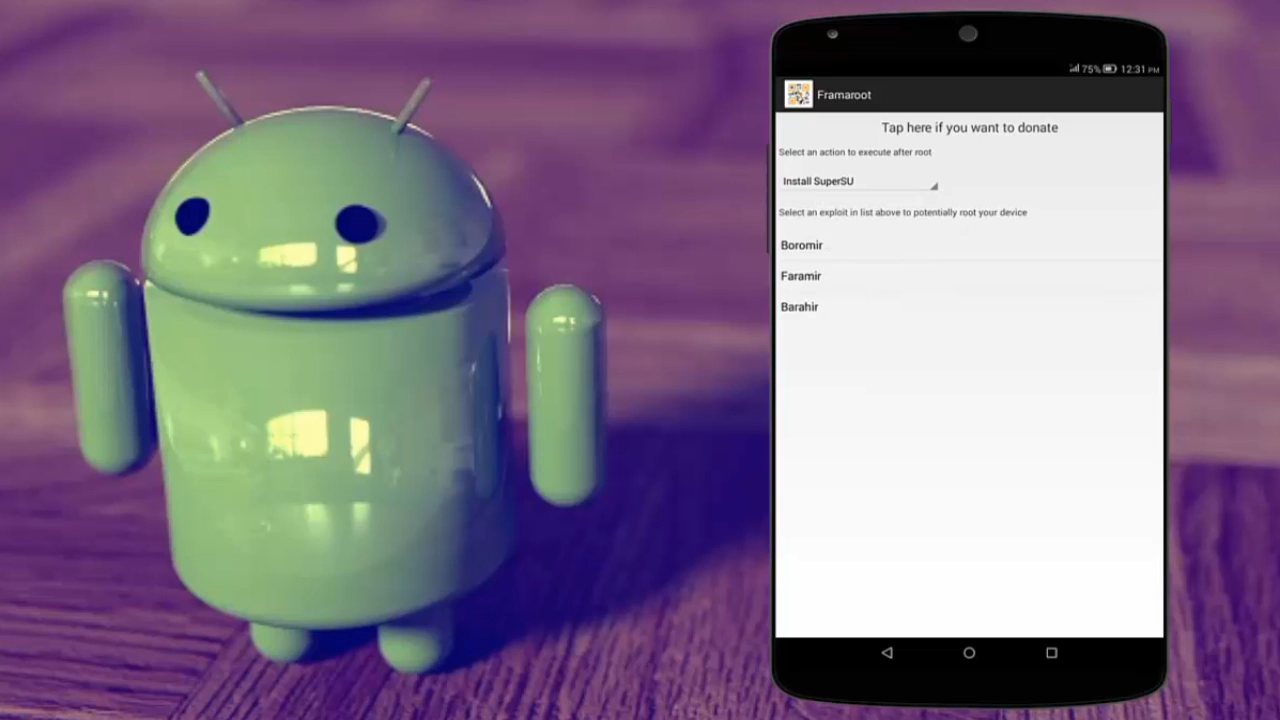 75% 12:31 PM
Framaroot
Tap here if you want to donate
Select an action to execute after root
Install SuperSU
Select an exploit in list above to potentially root your device
Boromir
Faramir
Barahir